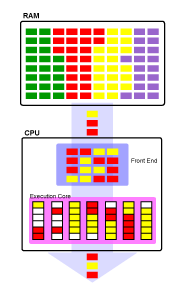 RAM
CPU
Front End
Execution Core